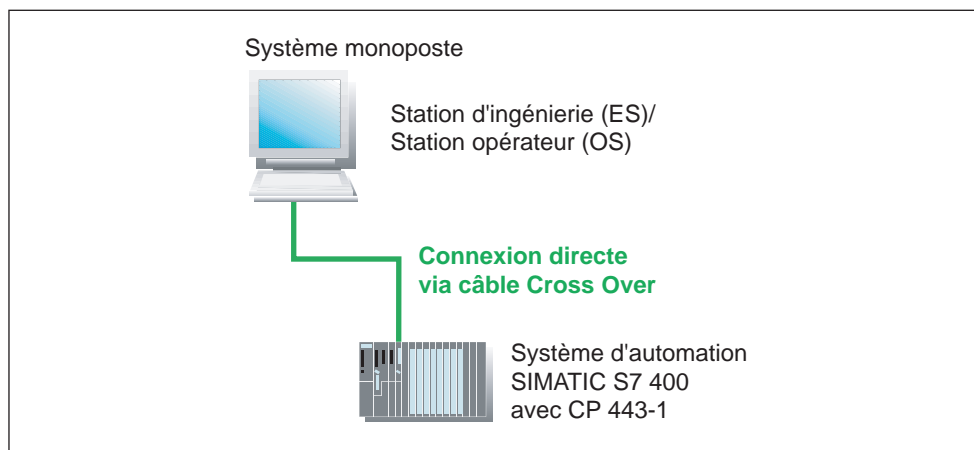 Système monoposte
Station d'ingénierie (ES)/
Station opérateur (OS)
Connexion directe
via câble Cross Over
Système d'automation
SIMATIC S7 400
avec CP 443-1